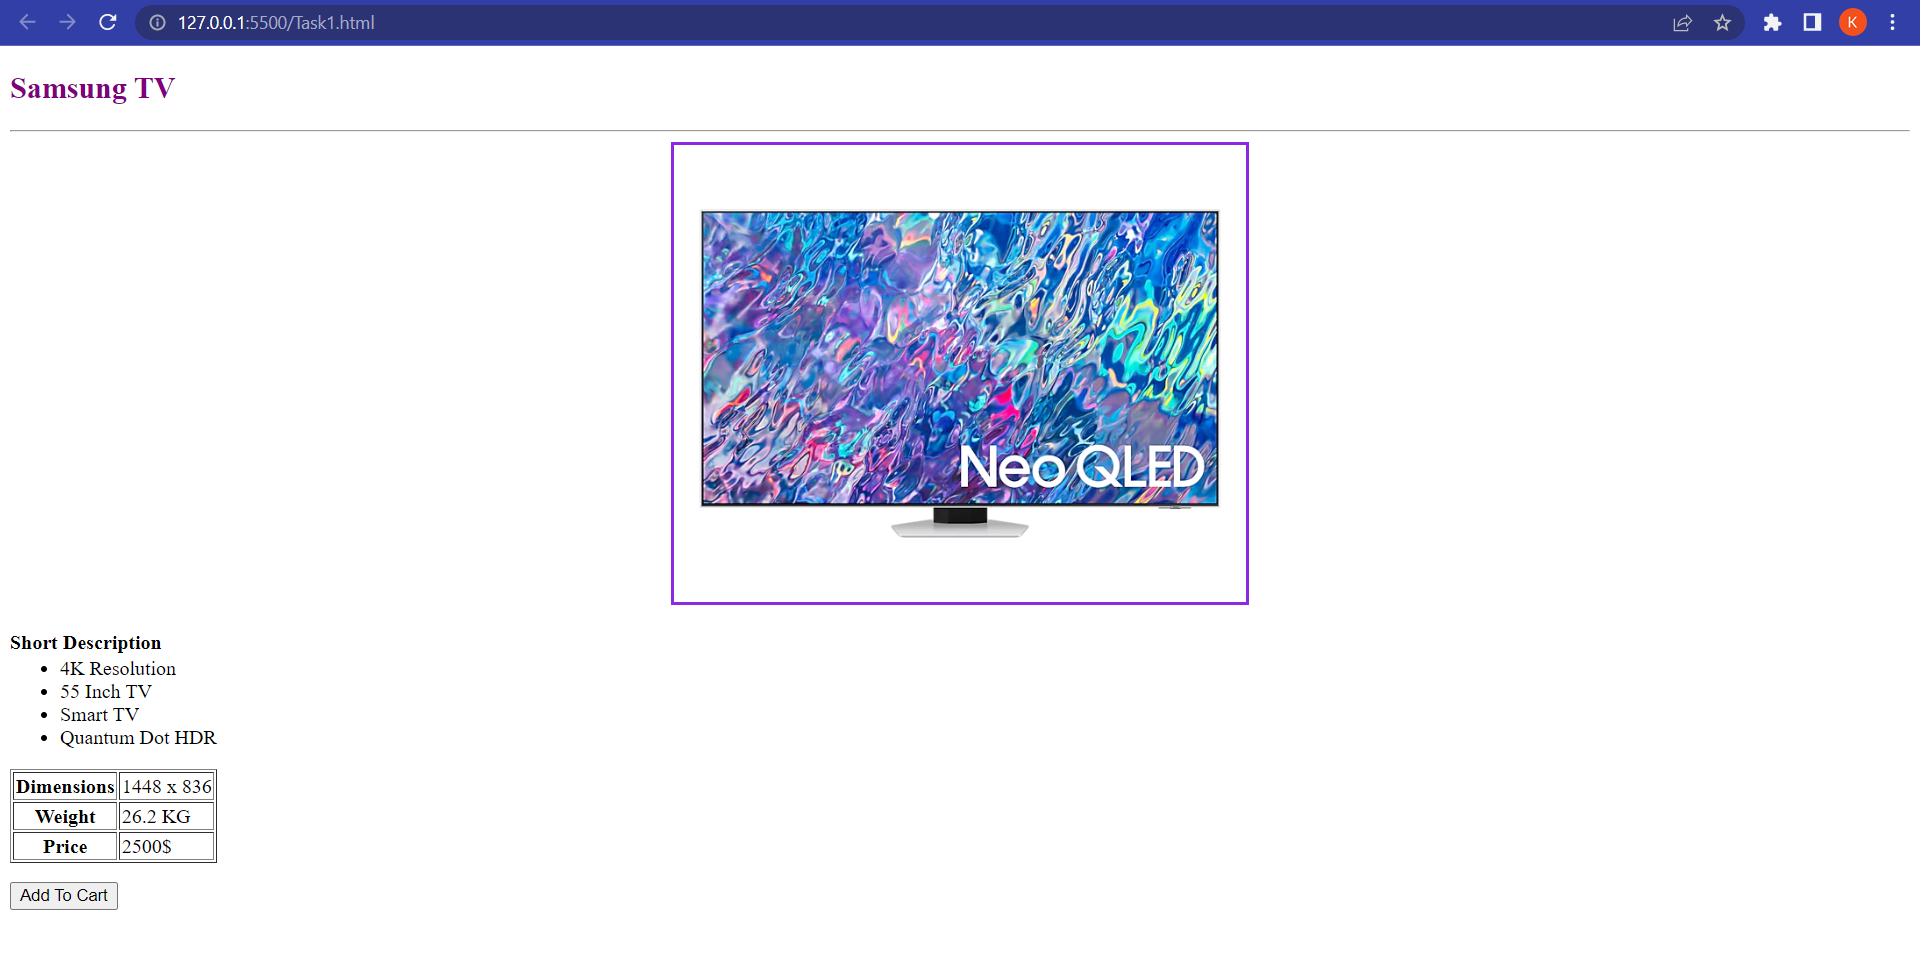 127.0.0.1:5500/Task1.html
K
Samsung TV
Neo QLED
Short Description
4K Resolution
55 Inch TV
Smart TV
Quantum Dot HDR
Dimensions 1448 x 836
Weight 26.2 KG
Price 2500$
Add To Cart